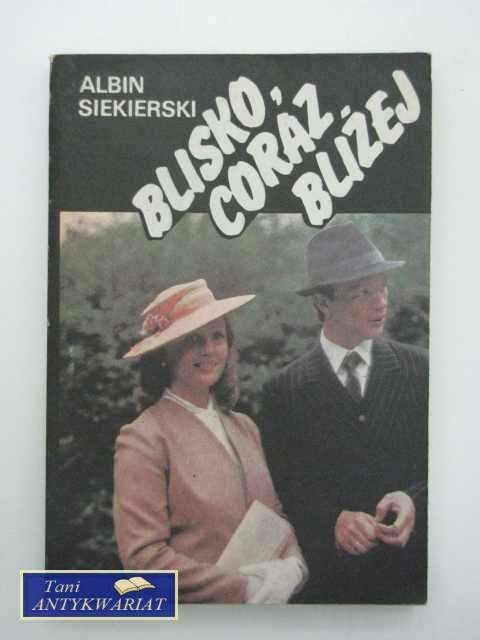 ALBIN
SIEKIERSKI
BLISKO,
CORAZ
BLIŻEJ
Tani
ANTYKWARIAT